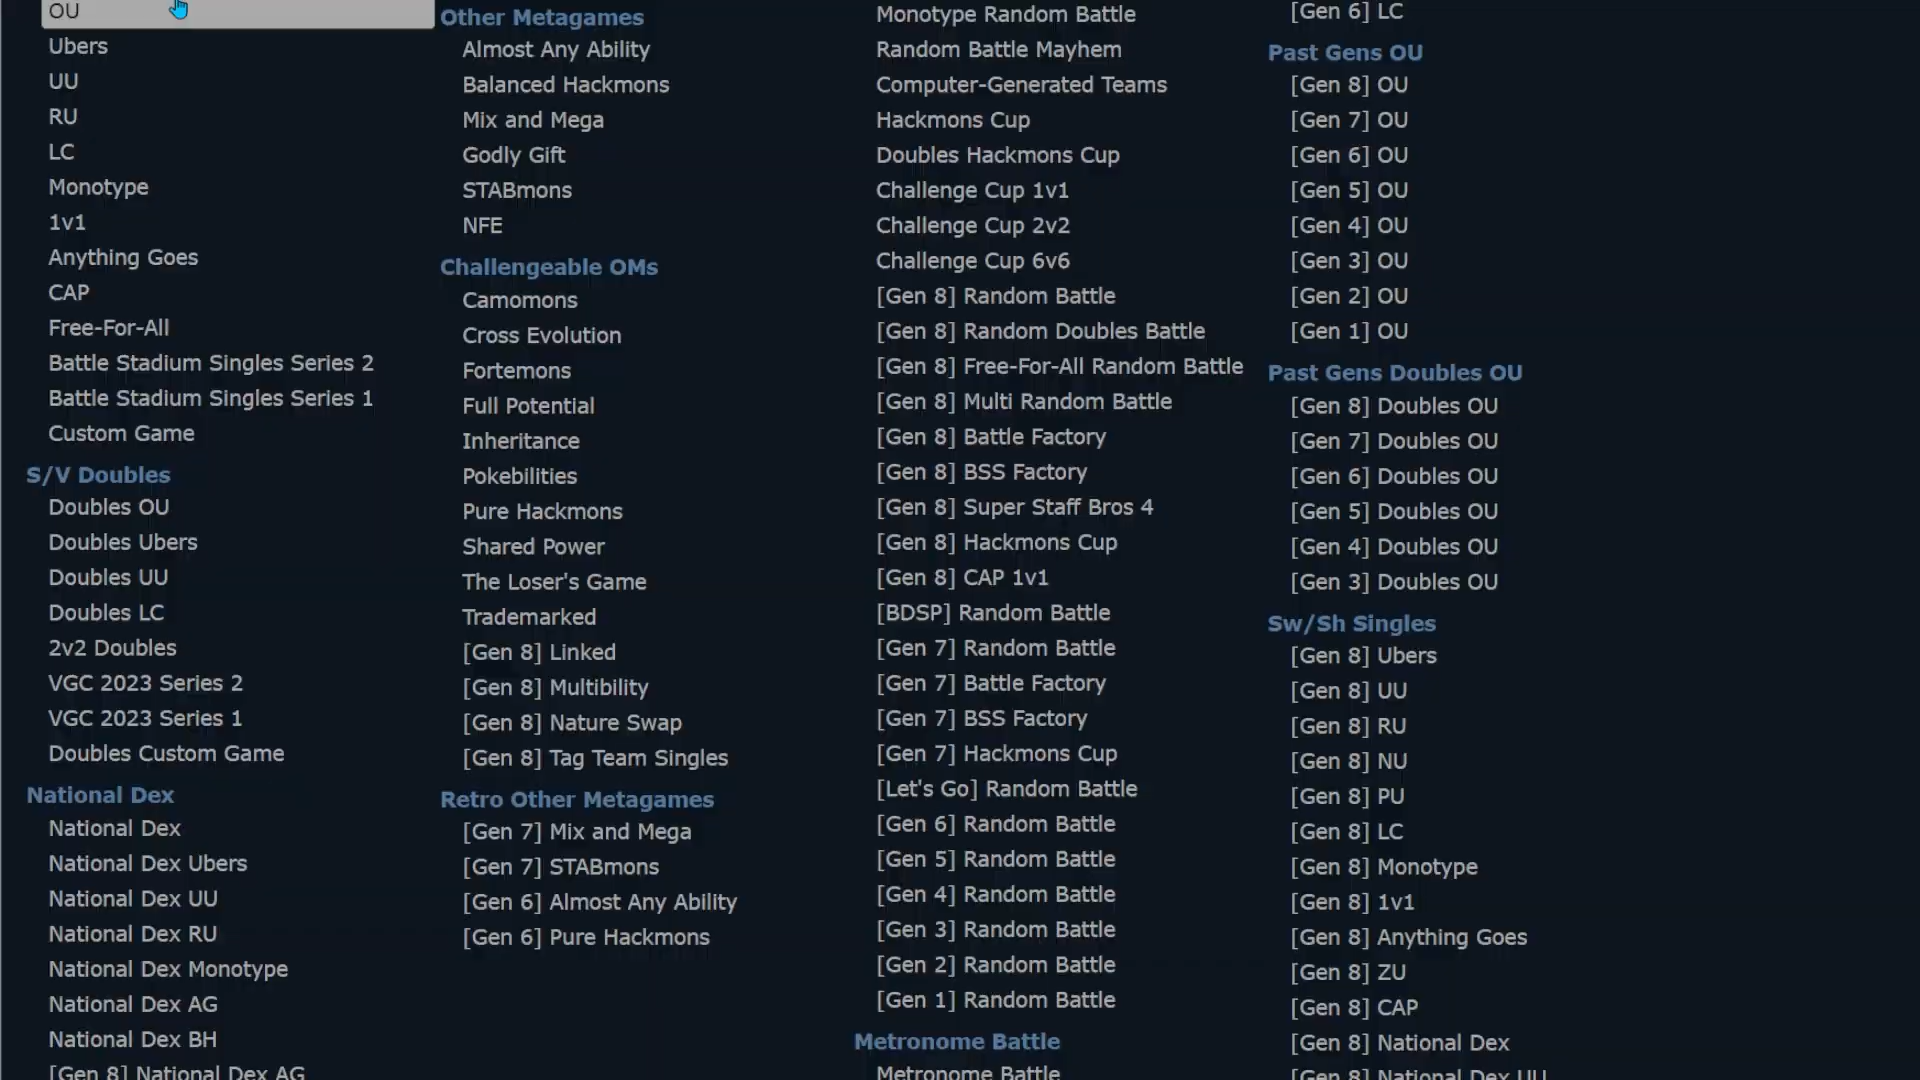 OU
Ubers
UU
RU
LC
Monotype
1v1
Anything Goes
CAP
Free-For-All
Battle Stadium Singles Series 2
Battle Stadium Singles Series 1
Custom Game
S/V Doubles
Doubles OU
Doubles Ubers
Doubles UU
Doubles LC
2v2 Doubles
VGC 2023 Series 2
VGC 2023 Series 1
Doubles Custom Game
National Dex
National Dex
National Dex Ubers
National Dex UU
National Dex RU
National Dex Monotype
National Dex AG
National Dex BH
[Gen 8] National Dex AG
Other Metagames
Almost Any Ability
Balanced Hackmons
Mix and Mega
Godly Gift
STABmons
NFE
Challengeable OMs
Camomons
Cross Evolution
Fortemons
Full Potential
Inheritance
Pokebilities
Pure Hackmons
Shared Power
The Loser's Game
Trademarked
[Gen 8] Linked
[Gen 8] Multibility
[Gen 8] Nature Swap
[Gen 8] Tag Team Singles
Retro Other Metagames
[Gen 7] Mix and Mega
[Gen 7] STABmons
[Gen 6] Almost Any Ability
[Gen 6] Pure Hackmons
Monotype Random Battle
Random Battle Mayhem
Computer-Generated Teams
Hackmons Cup
Doubles Hackmons Cup
Challenge Cup 1v1
Challenge Cup 2v2
Challenge Cup 6v6
[Gen 8] Random Battle
[Gen 8] Random Doubles Battle
[Gen 8] Free-For-All Random Battle
[Gen 8] Multi Random Battle
[Gen 8] Battle Factory
[Gen 8] BSS Factory
[Gen 8] Super Staff Bros 4
[Gen 8] Hackmons Cup
[Gen 8] CAP 1v1
[BDSP] Random Battle
[Gen 7] Random Battle
[Gen 7] Battle Factory
[Gen 7] BSS Factory
[Gen 7] Hackmons Cup
[Let's Go] Random Battle
[Gen 6] Random Battle
[Gen 5] Random Battle
[Gen 4] Random Battle
[Gen 3] Random Battle
[Gen 2] Random Battle
[Gen 1] Random Battle
Metronome Battle
Metronome Battle
[Gen 6] LC
Past Gens OU
[Gen 8] OU
[Gen 7] OU
[Gen 6] OU
[Gen 5] OU
[Gen 4] OU
[Gen 3] OU
[Gen 2] OU
[Gen 1] OU
Past Gens Doubles OU
[Gen 8] Doubles OU
[Gen 7] Doubles OU
[Gen 6] Doubles OU
[Gen 5] Doubles OU
[Gen 4] Doubles OU
[Gen 3] Doubles OU
Sw/Sh Singles
[Gen 8] Ubers
[Gen 8] UU
[Gen 8] RU
[Gen 8] NU
[Gen 8] PU
[Gen 8] LC
[Gen 8] Monotype
[Gen 8] 1v1
[Gen 8] Anything Goes
[Gen 8] ZU
[Gen 8] CAP
[Gen 8] National Dex
[Gen 8] National Dex UU